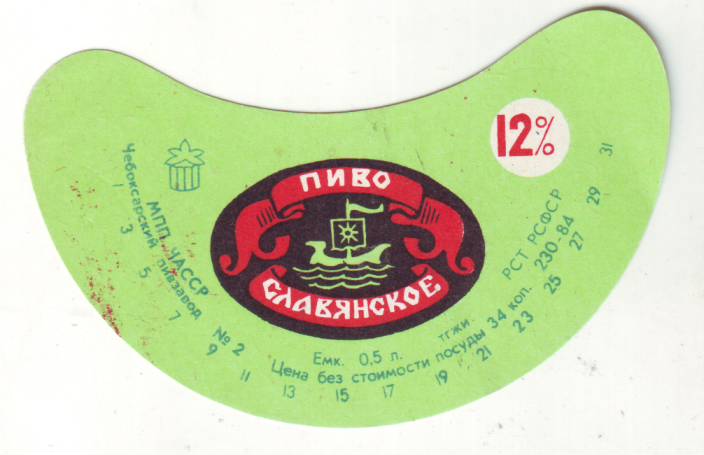 12%
ПИВО
СЛАВЯНСКОЕ
МПП ЧАССР
Чебоксарский пивзавод № 2
Емк. 0,5 л.
тгжи
РСТ РСФСР
230-84
Цена без стоимости посуды 34 коп.
1 3 5 7 9 11 13 15 17 19 21 23 25 27 29 31